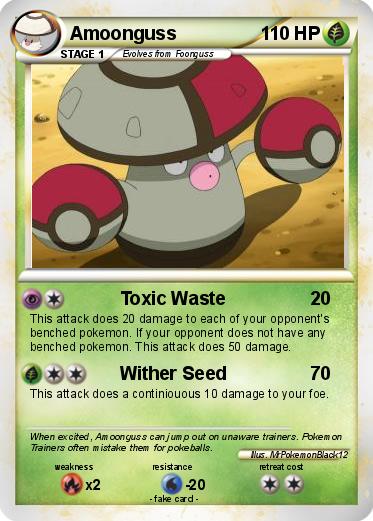 Amoonguss 110 HP
STAGE 1 Evolves from Foonguss
Toxic Waste 20
This attack does 20 damage to each of your opponent's
benched pokemon. If your opponent does not have any
benched pokemon. This attack does 50 damage.
Wither Seed 70
This attack does a continiouous 10 damage to your foe.
When excited, Amoonguss can jump out on unaware trainers. Pokemon
Trainers often mistake them for pokeballs.
Illus. MrPokemonBlack12
weakness resistance retreat cost
x2 -20
- fake card -